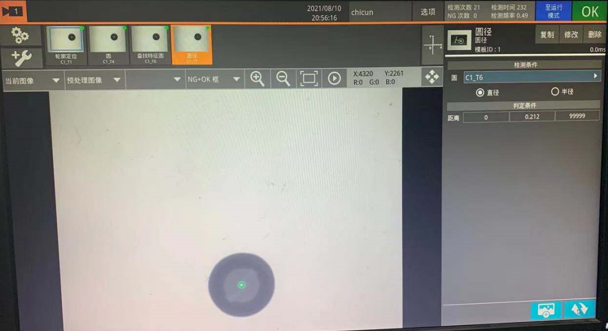 1
2021/08/10
20:56:16
chicun
选项
检测次数 21
NG 次数 0
检测时间 232
检测频率 0.49
至运行
模式
OK
轮廓定位
C1_T1
圆
查找特征圆
圆径
圆径
圆径
模板ID : 1
复制
修改
删除
0.0ms
当前图像
预处理图像
NG+OK 框
X:4320 Y:2261
R:0 G:0 B:0
检测条件
圆
C1_T6
直径
半径
判定条件
距离
0
0.212
99999